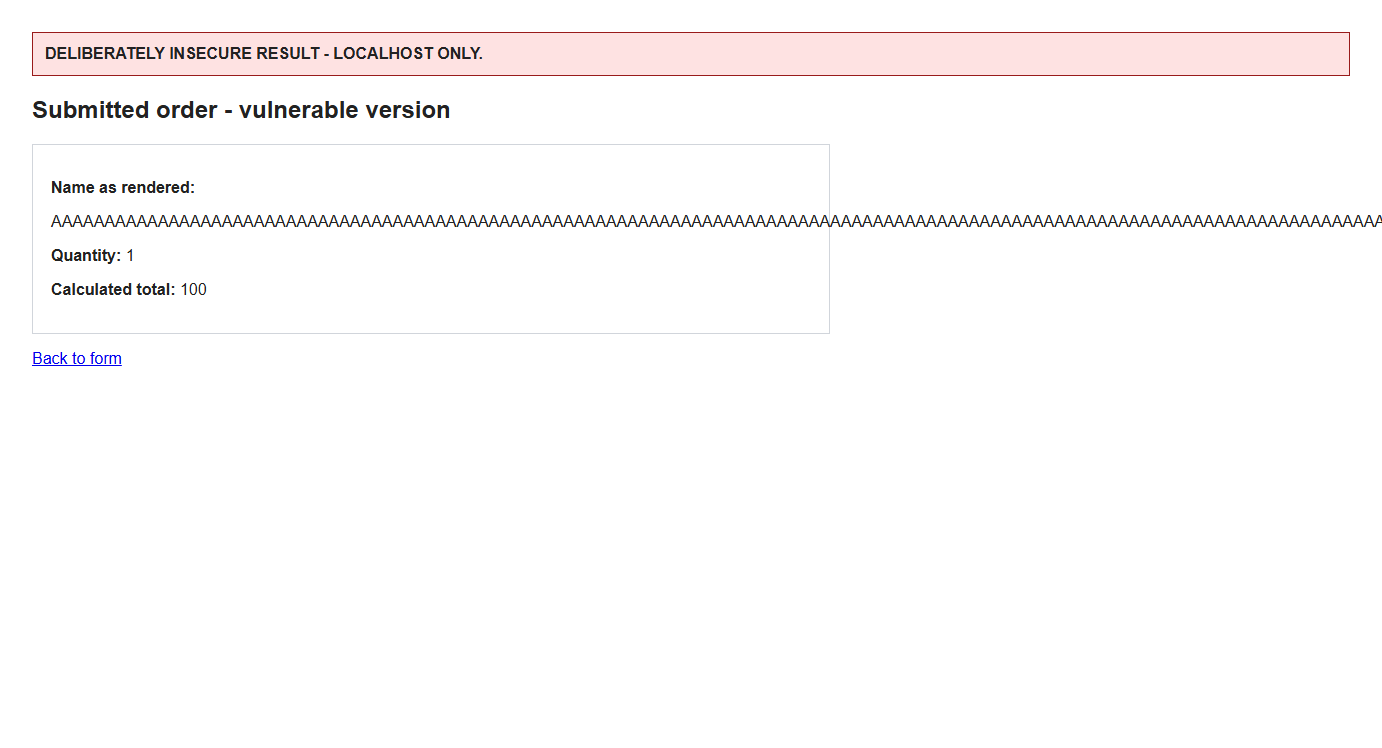 DELIBERATELY INSECURE RESULT - LOCALHOST ONLY.
Submitted order - vulnerable version
Name as rendered:
AAAAAAAAAAAAAAAAAAAAAAAAAAAAAAAAAAAAAAAAAAAAAAAAAAAAAAAAAAAAAAAAAAAAAAAAAAAAAAAAAAAAAAAAAAAAAAAAAAAAAAAAAAAAAAAAAAAAAAAAAAAAA
Quantity: 1
Calculated total: 100
Back to form